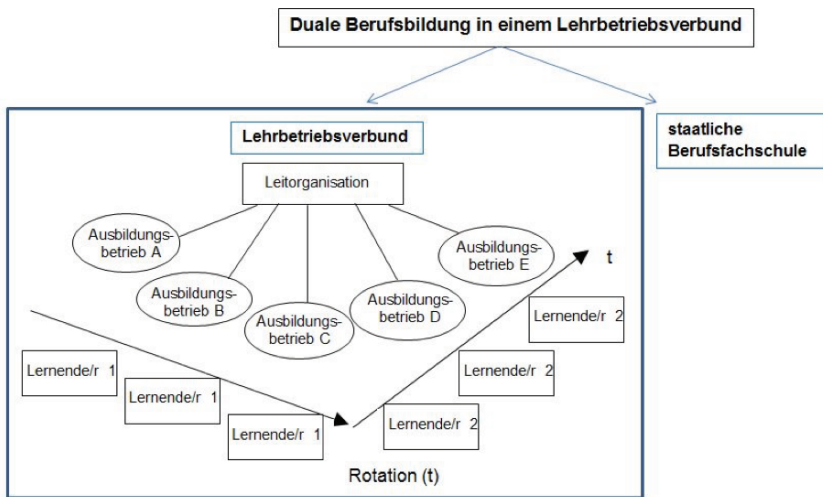 Duale Berufsbildung in einem Lehrbetriebsverbund
Lehrbetriebsverbund
staatliche
Berufsfachschule
Leitorganisation
Ausbildungs-
betrieb A
Ausbildungs-
betrieb B
Ausbildungs-
betrieb C
Ausbildungs-
betrieb D
Ausbildungs-
betrieb E
t
Lernende/r 1
Lernende/r 1
Lernende/r 1
Lernende/r 2
Lernende/r 2
Lernende/r 2
Rotation (t)